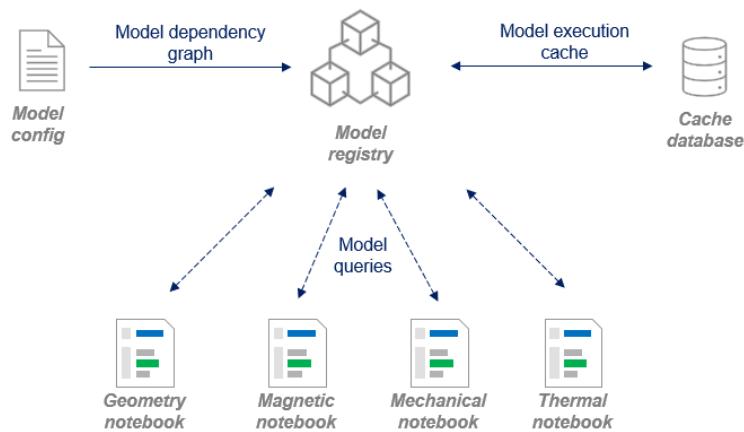 Model dependency
graph
Model execution
cache
Model
config
Model
registry
Cache
database
Model
queries
Geometry
notebook
Magnetic
notebook
Mechanical
notebook
Thermal
notebook